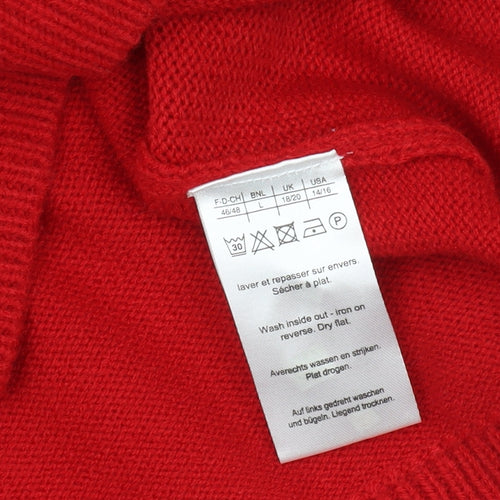 F-D-CH BNL UK USA
46/48 L 18/20 14/16
30 P
laver et repasser sur envers.
Sécher à plat.
Wash inside out - iron on
reverse. Dry flat.
Averechts wassen en strijken.
Plat drogen.
Auf links gedreht waschen
und bügeln. Liegend trocknen.